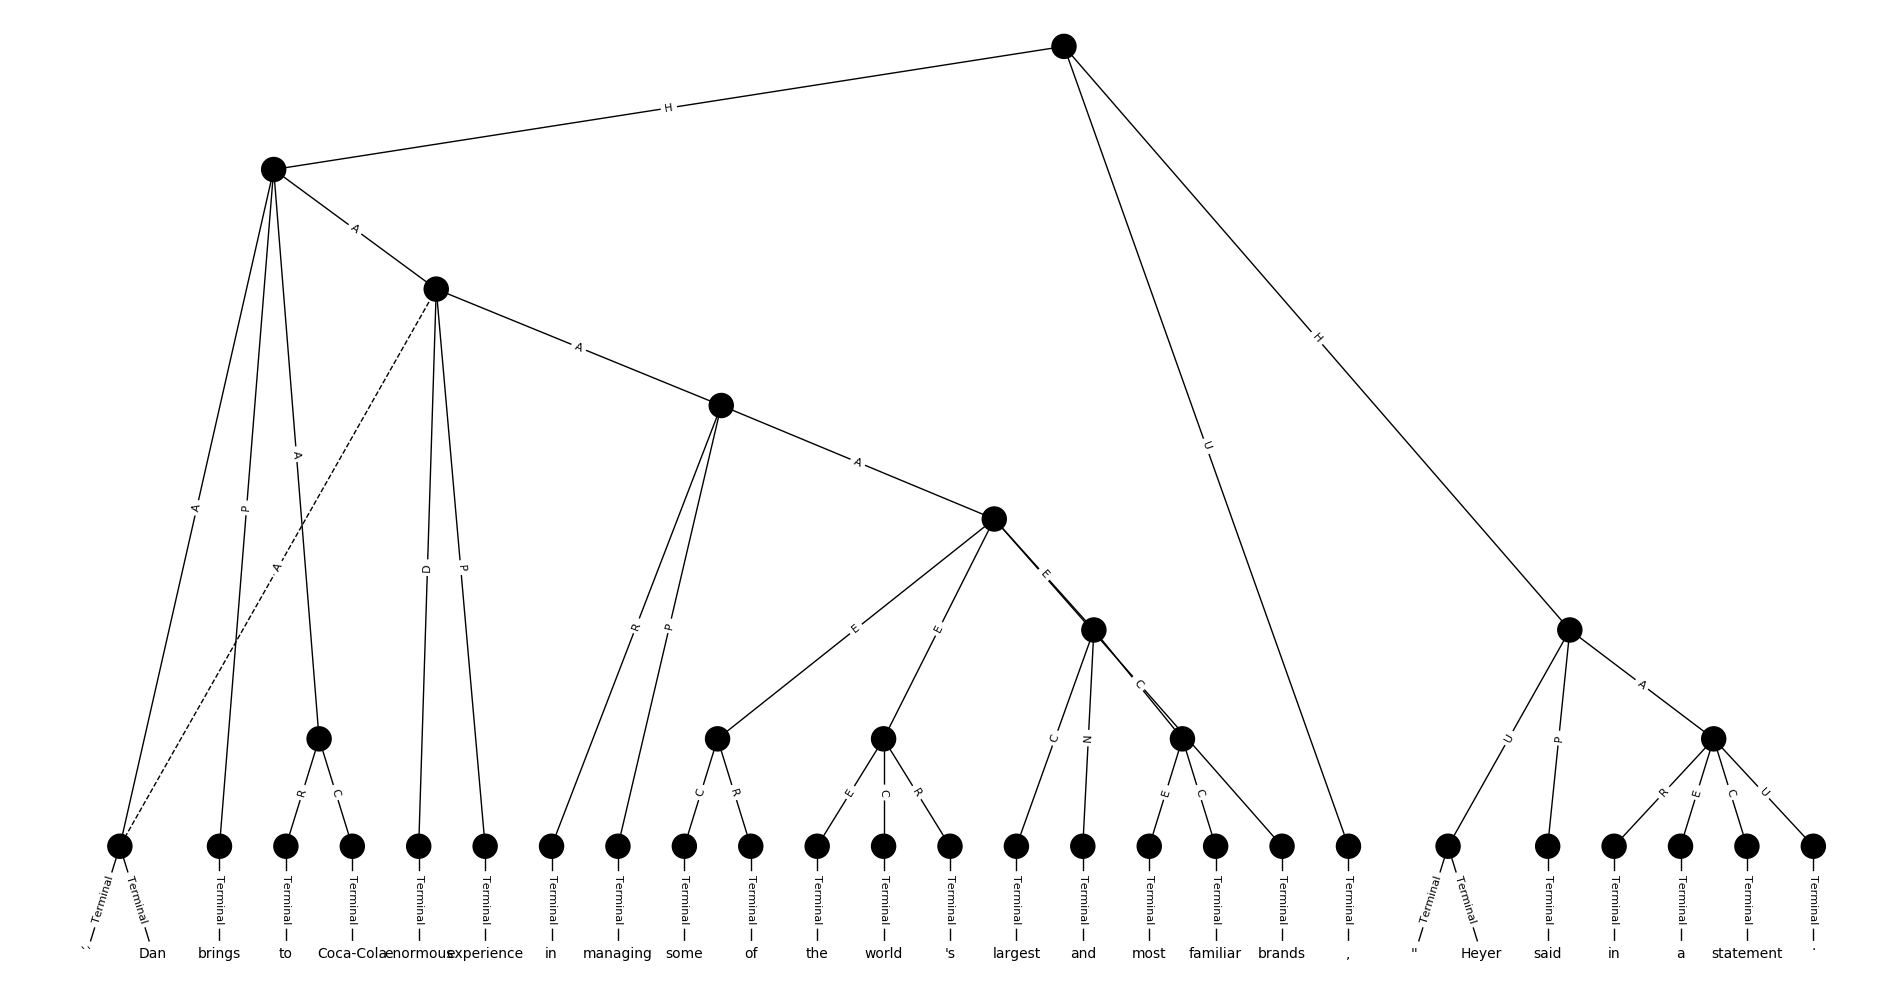 H
A
H
A
U
A
A
P
A
D
P
R
P
E
E
E
A
R
C
C
N
C
U
P
A
C
R
E
C
R
E
C
R
E
C
U
Terminal Terminal Terminal Terminal Terminal Terminal Terminal Terminal Terminal Terminal Terminal Terminal Terminal Terminal Terminal Terminal Terminal Terminal Terminal Terminal Terminal Terminal Terminal Terminal Terminal Terminal Terminal
`` Dan brings to Coca-Cola enormous experience in managing some of the world 's largest and most familiar brands , " Heyer said in a statement .